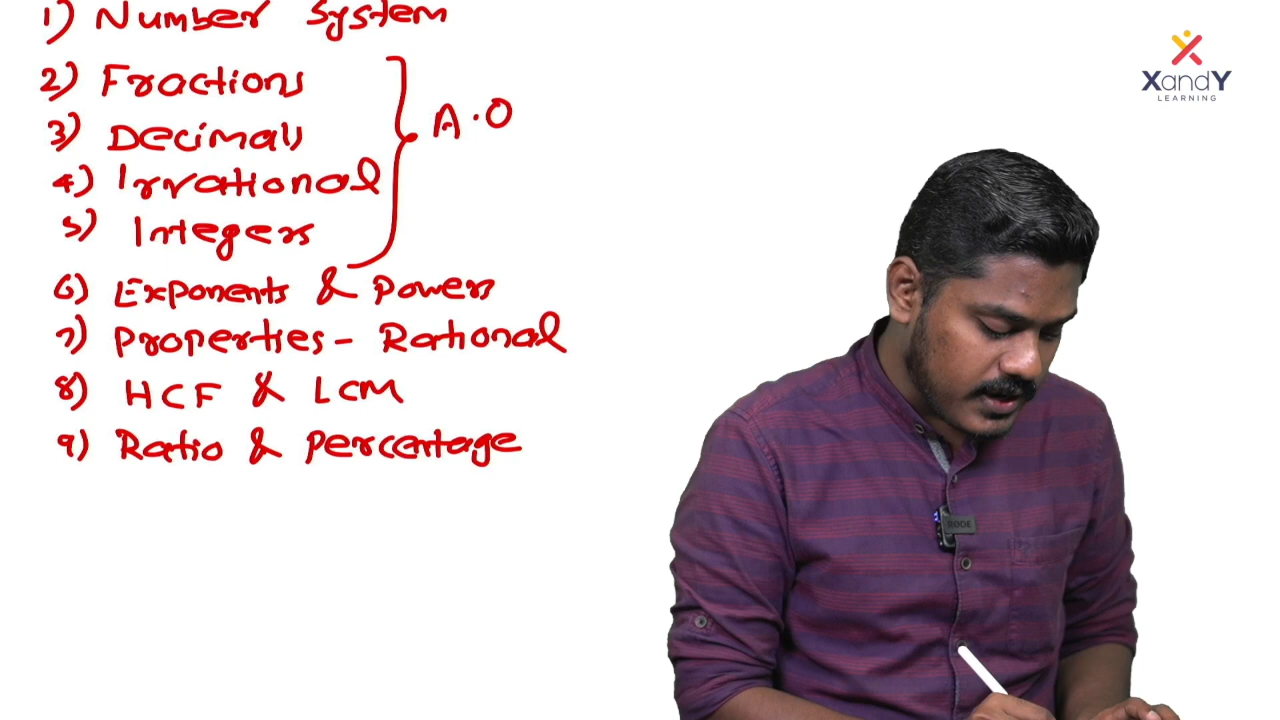 1) Number System
2) Fractions
3) Decimals
A.O
4) Irrational
5) Integers
6) Exponents & Powers
7) Properties - Rational
8) HCF & LCM
9) Ratio & Percentage
XandY
LEARNING
RODE